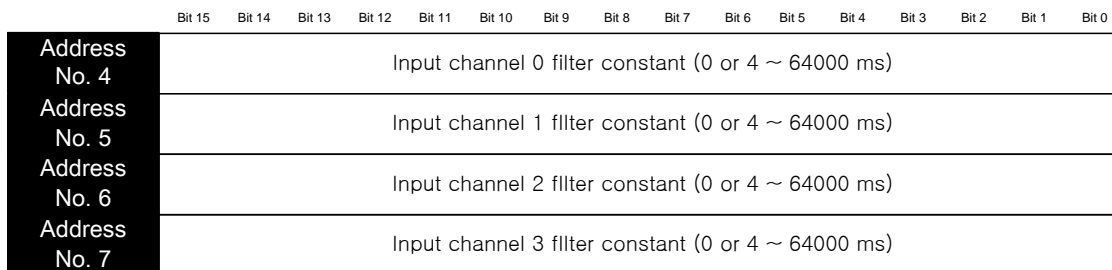 Bit 15 Bit 14 Bit 13 Bit 12 Bit 11 Bit 10 Bit 9 Bit 8 Bit 7 Bit 6 Bit 5 Bit 4 Bit 3 Bit 2 Bit 1 Bit 0
Address
No. 4
Input channel 0 filter constant (0 or 4 ~ 64000 ms)
Address
No. 5
Input channel 1 fIlter constant (0 or 4 ~ 64000 ms)
Address
No. 6
Input channel 2 fIlter constant (0 or 4 ~ 64000 ms)
Address
No. 7
Input channel 3 fIlter constant (0 or 4 ~ 64000 ms)